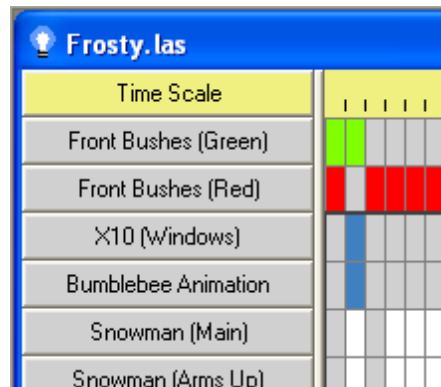 Frosty.las
Time Scale
Front Bushes (Green)
Front Bushes (Red)
X10 (Windows)
Bumblebee Animation
Snowman (Main)
Snowman (Arms Up)